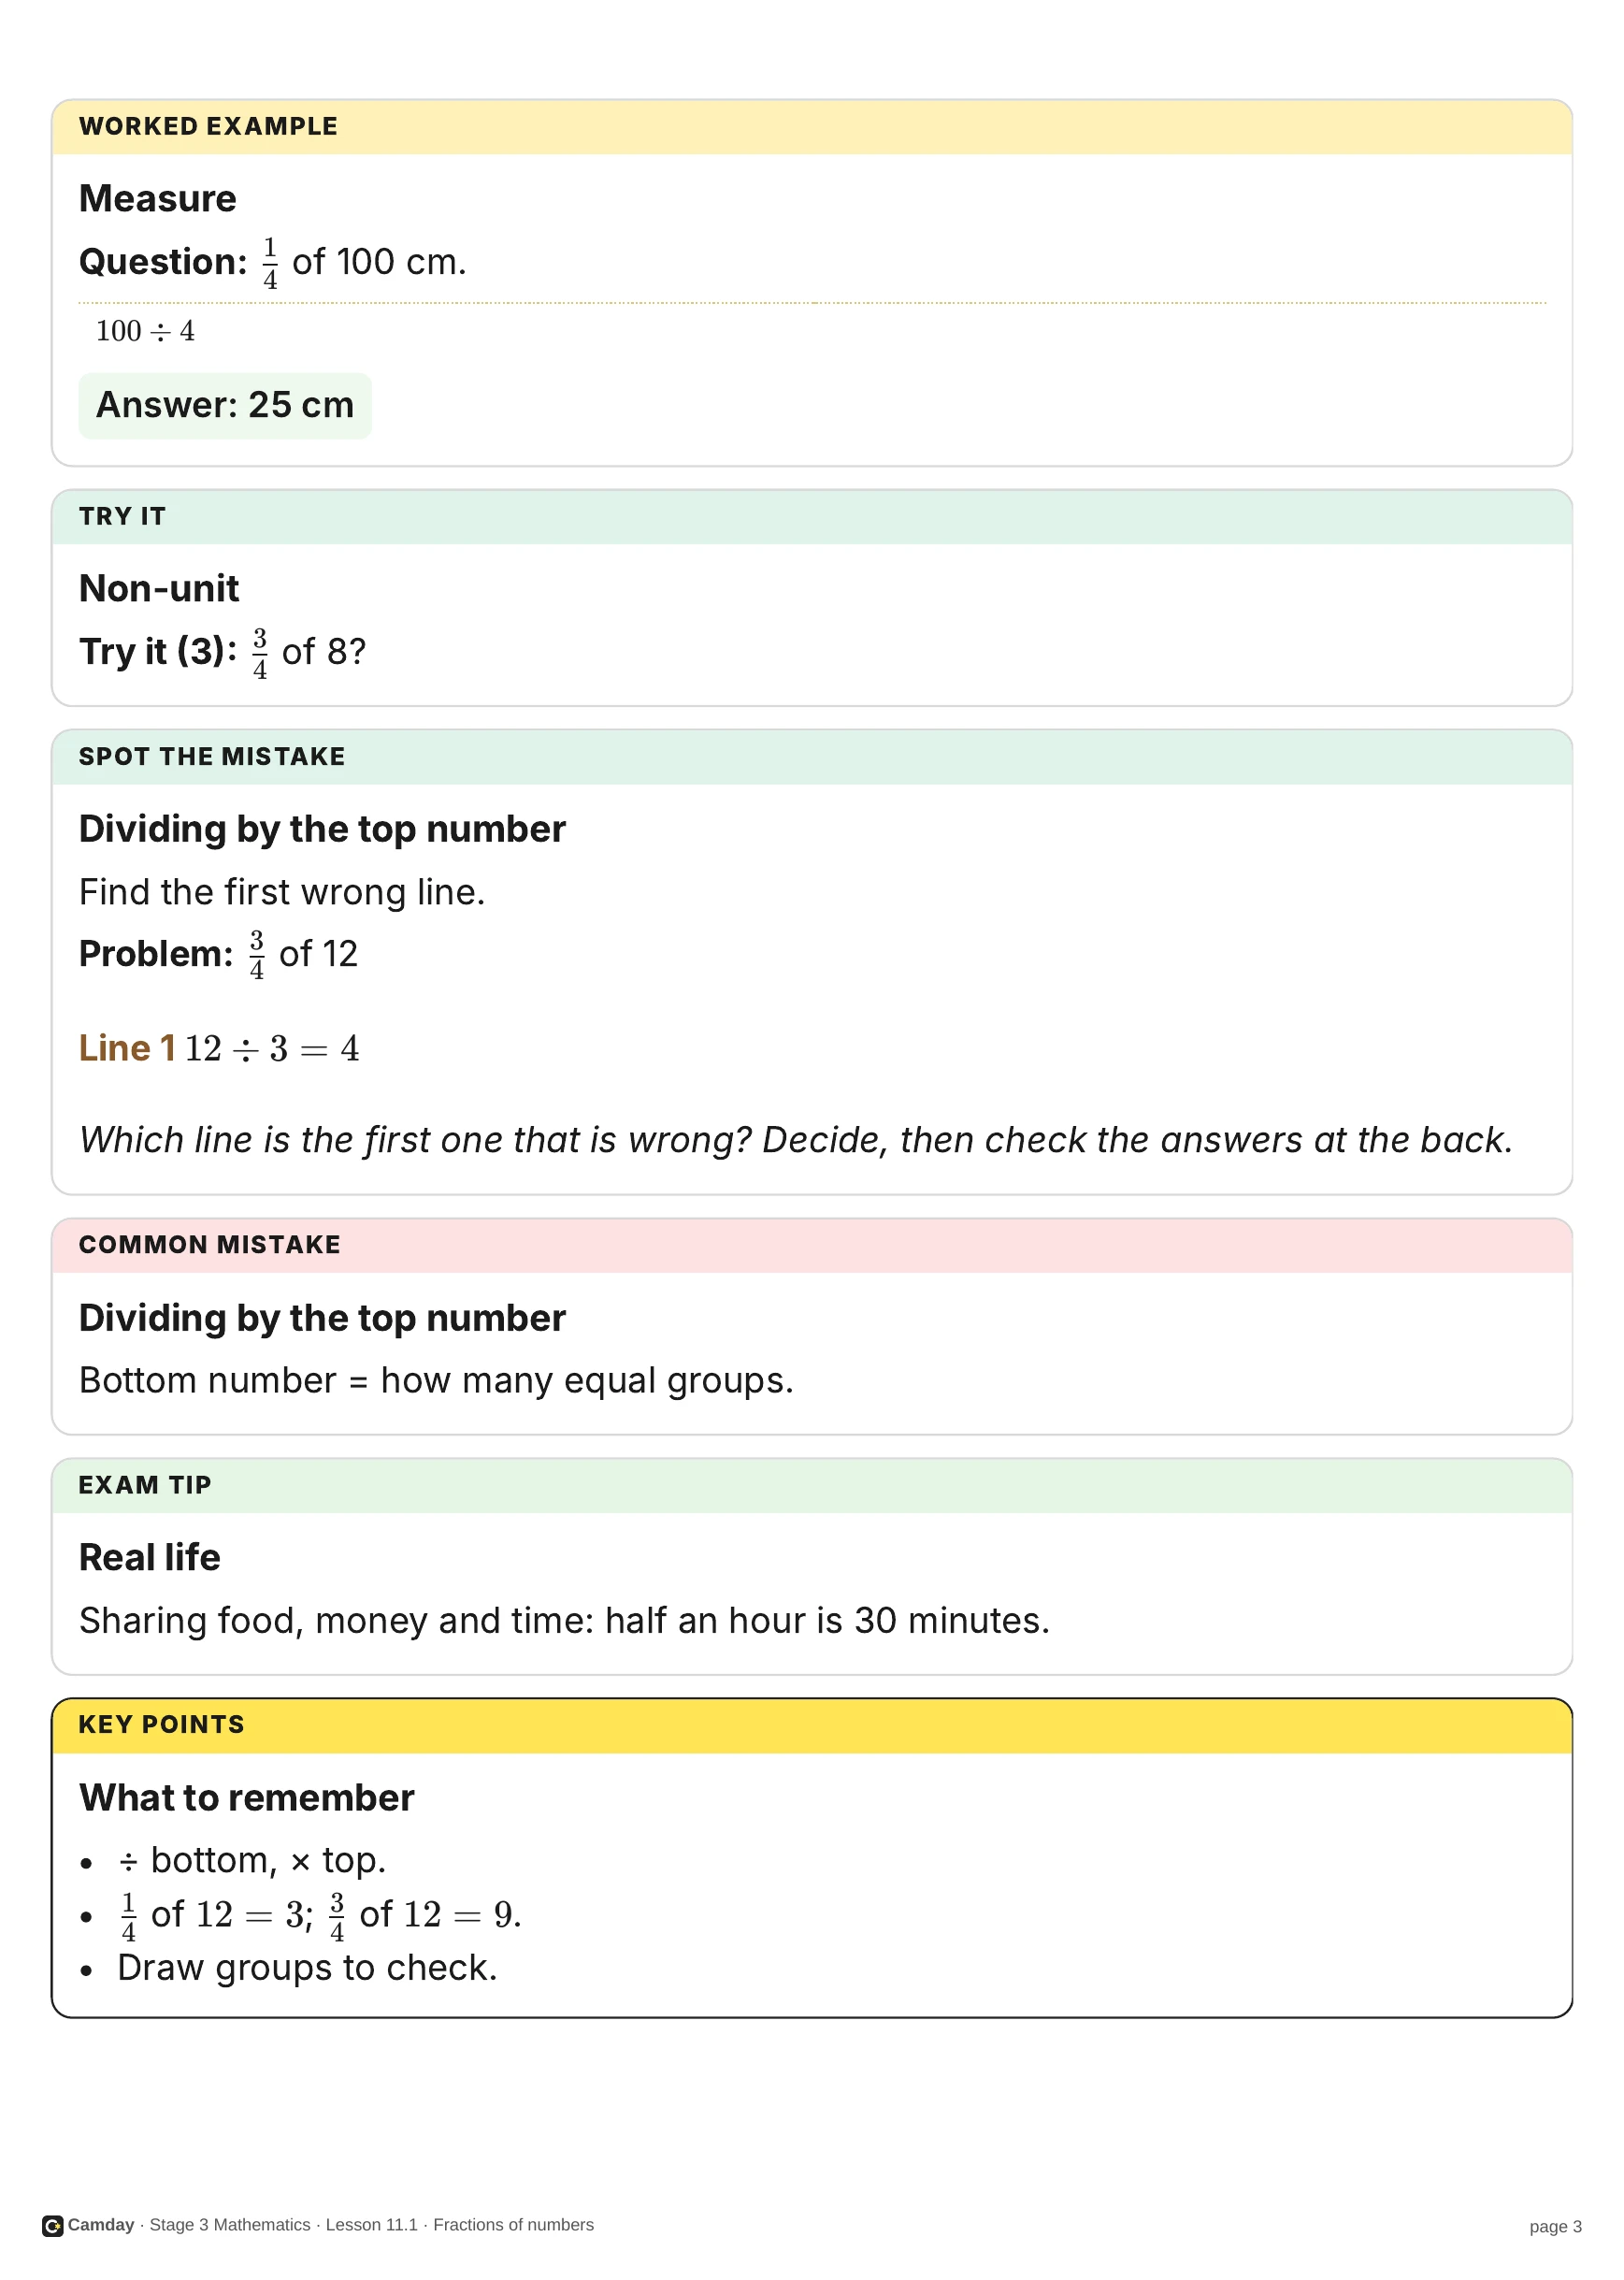 WORKED EXAMPLE
Measure
Question: 1/4 of 100 cm.
100 ÷ 4
Answer: 25 cm
TRY IT
Non-unit
Try it (3): 3/4 of 8?
SPOT THE MISTAKE
Dividing by the top number
Find the first wrong line.
Problem: 3/4 of 12
Line 1 12 ÷ 3 = 4
Which line is the first one that is wrong? Decide, then check the answers at the back.
COMMON MISTAKE
Dividing by the top number
Bottom number = how many equal groups.
EXAM TIP
Real life
Sharing food, money and time: half an hour is 30 minutes.
KEY POINTS
What to remember
• ÷ bottom, × top.
• 1/4 of 12 = 3; 3/4 of 12 = 9.
• Draw groups to check.
Camday · Stage 3 Mathematics · Lesson 11.1 · Fractions of numbers
page 3